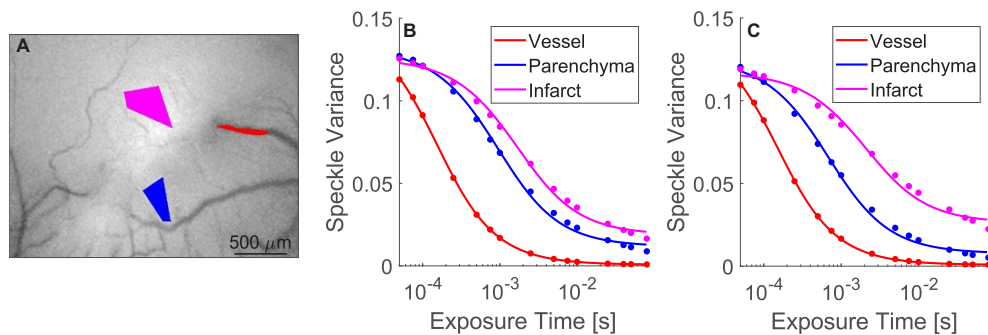 A
500 μm
B
Vessel
Parenchyma
Infarct
Speckle Variance
0.15
0.1
0.05
0
10⁻⁴
10⁻³
10⁻²
Exposure Time [s]
C
Vessel
Parenchyma
Infarct
Speckle Variance
0.15
0.1
0.05
0
10⁻⁴
10⁻³
10⁻²
Exposure Time [s]